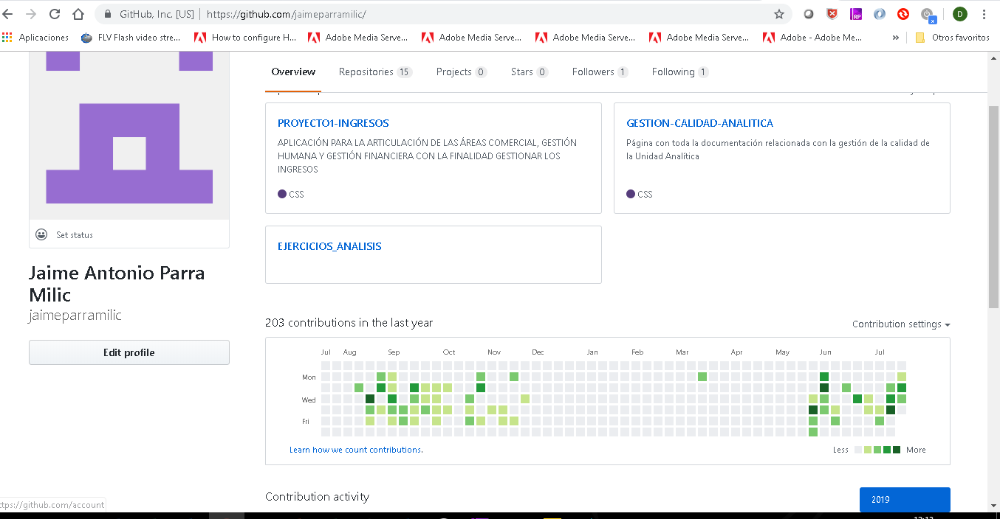 GitHub, Inc. [US] | https://github.com/jaimeparramilic/
D
Aplicaciones
FLV Flash video stre...
How to configure H...
Adobe Media Serve...
Adobe Media Serve...
Adobe Media Serve...
Adobe Media Serve...
Adobe - Adobe Me...
»
Otros favoritos
Overview
Repositories 15
Projects 0
Stars 0
Followers 1
Following 1
PROYECTO1-INGRESOS
APLICACIÓN PARA LA ARTICULACIÓN DE LAS ÁREAS COMERCIAL, GESTIÓN
HUMANA Y GESTIÓN FINANCIERA CON LA FINALIDAD GESTIONAR LOS
INGRESOS
CSS
GESTION-CALIDAD-ANALITICA
Página con toda la documentación relacionada con la gestión de la calidad de
la Unidad Analítica
CSS
EJERCICIOS_ANALISIS
Set status
Jaime Antonio Parra
Milic
jaimeparramilic
Edit profile
203 contributions in the last year
Contribution settings
Jul Aug Sep Oct Nov Dec Jan Feb Mar Apr May Jun Jul
Mon
Wed
Fri
Learn how we count contributions.
Less More
Contribution activity
2019
ttps://github.com/account